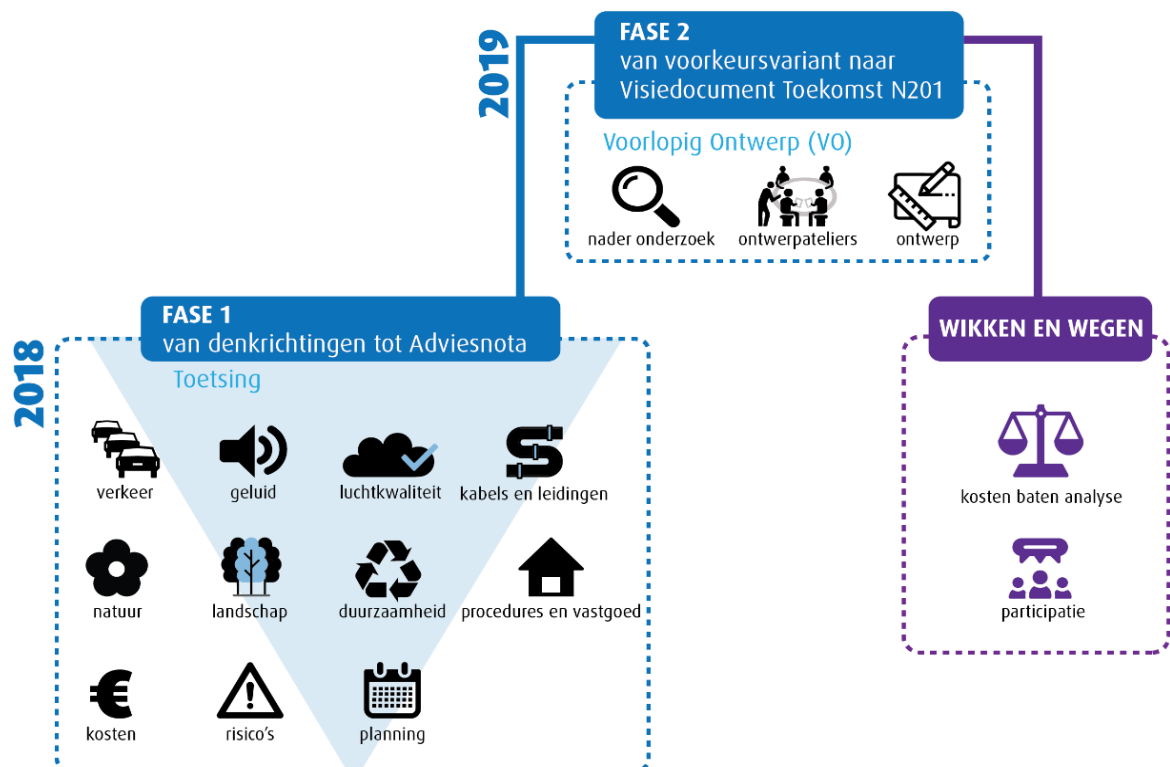 2019
FASE 2
van voorkeursvariant naar
Visiedocument Toekomst N201
Voorlopig Ontwerp (VO)
nader onderzoek
ontwerpateliers
ontwerp
2018
FASE 1
van denkrichtingen tot Adviesnota
Toetsing
verkeer
geluid
luchtkwaliteit
kabels en leidingen
natuur
landschap
duurzaamheid
procedures en vastgoed
kosten
risico's
planning
WIKKEN EN WEGEN
kosten baten analyse
participatie